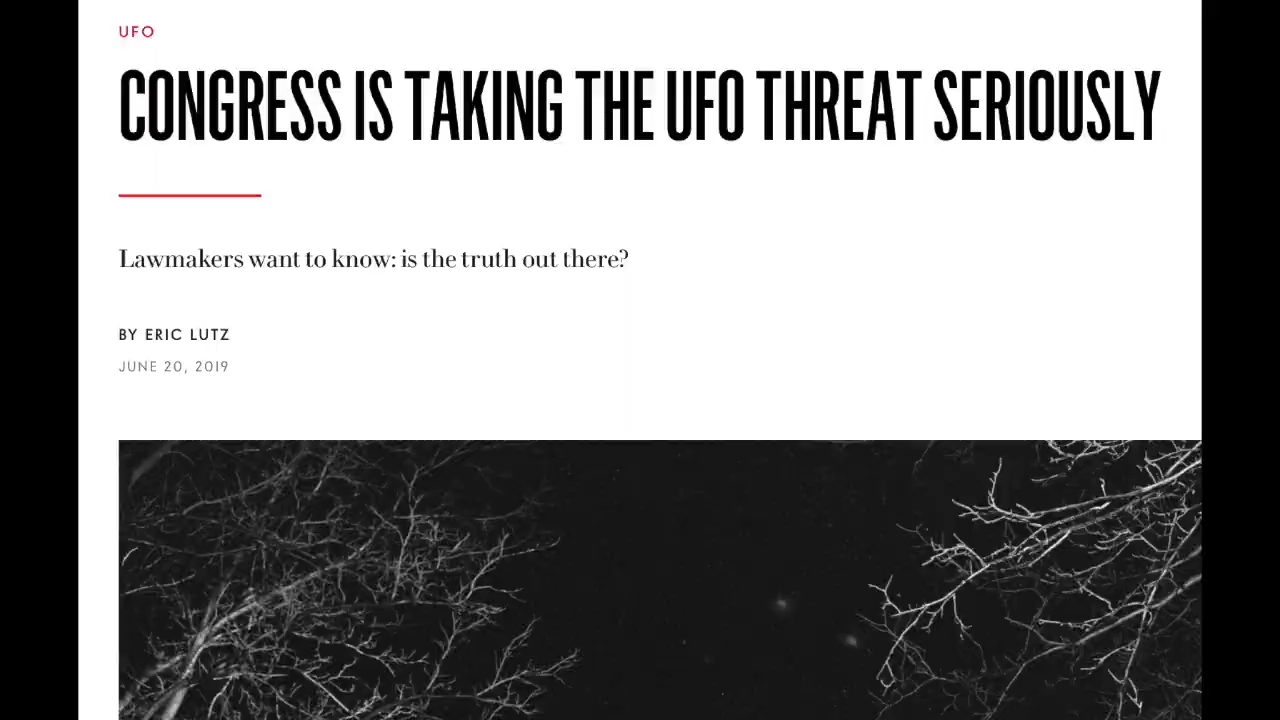 UFO
CONGRESS IS TAKING THE UFO THREAT SERIOUSLY
Lawmakers want to know: is the truth out there?
BY ERIC LUTZ
JUNE 20, 2019